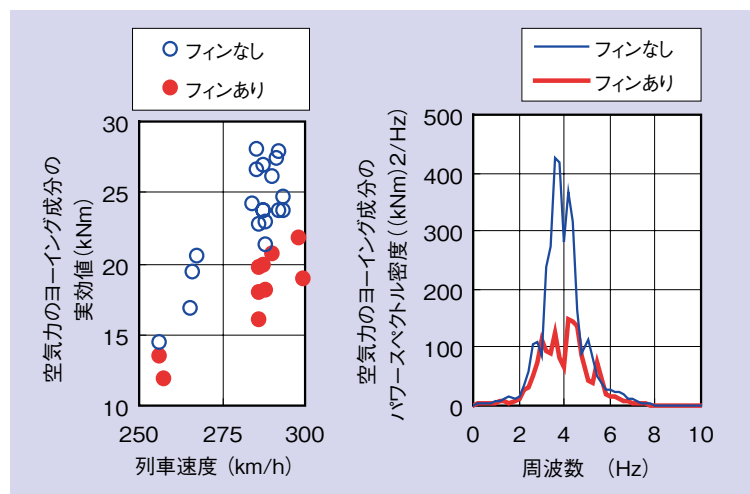 フィンなし
フィンあり
空気力のヨーイング成分の
実効値(kNm)
30
25
20
15
10
250
275
300
列車速度 (km/h)
フィンなし
フィンあり
空気力のヨーイング成分の
パワースペクトル密度((kNm)2/Hz)
500
400
300
200
100
0
0
2
4
6
8
10
周波数 (Hz)